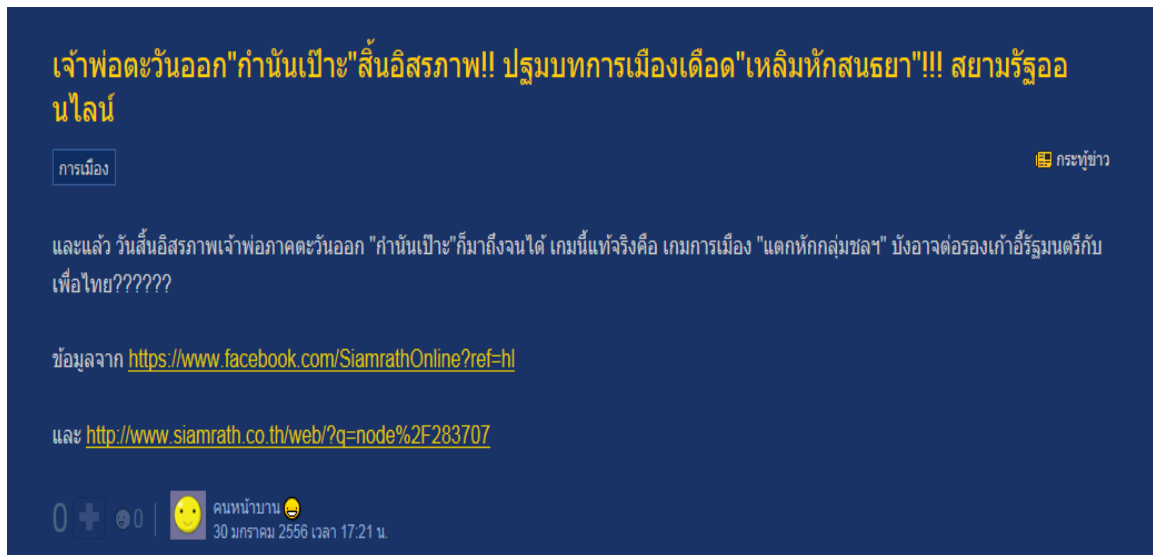 เจ้าพ่อตะวันออก"กำนันเป๊าะ"สิ้นอิสรภาพ!! ปฐมบทการเมืองเดือด"เหลิมหักสนธยา"!!! สยามรัฐออ
นไลน์
การเมือง
กระทู้ข่าว
และแล้ว วันสิ้นอิสรภาพเจ้าพ่อภาคตะวันออก "กำนันเป๊าะ"ก็มาถึงจนได้ เกมนี้แท้จริงคือ เกมการเมือง "แตกหักกลุ่มชลฯ" บังอาจต่อรองเก้าอี้รัฐมนตรีกับ
เพื่อไทย??????
ข้อมูลจาก https://www.facebook.com/SiamrathOnline?ref=hl
และ http://www.siamrath.co.th/web/?q=node%2F283707
0 0 คนหน้าบาน
30 มกราคม 2556 เวลา 17:21 น.